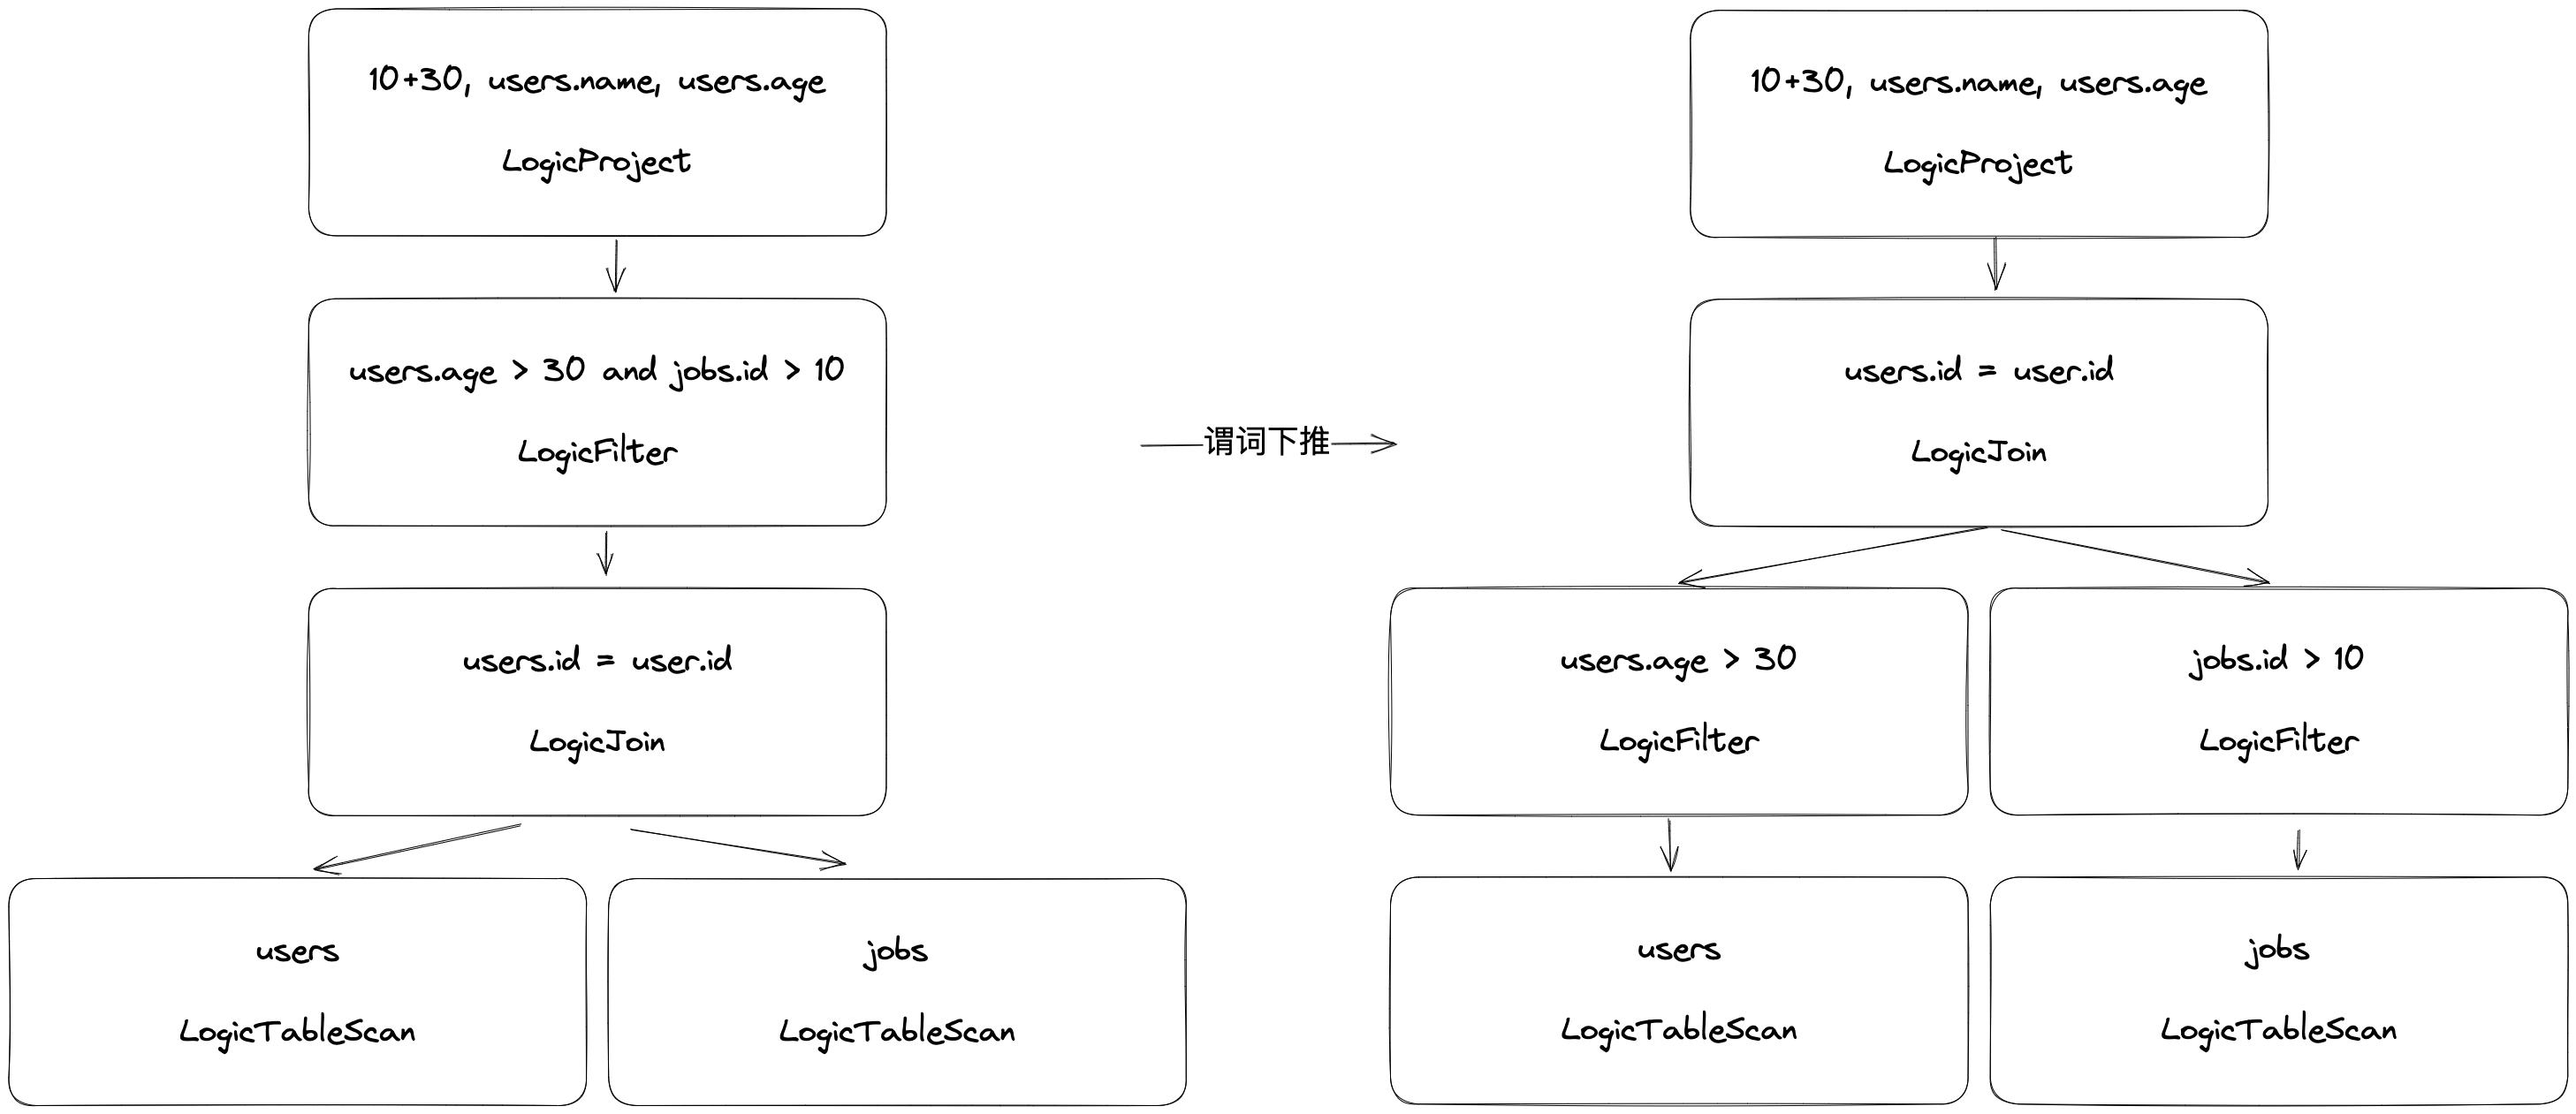 10+30, users.name, users.age
LogicProject
users.age > 30 and jobs.id > 10
LogicFilter
users.id = user.id
LogicJoin
users
LogicTableScan
jobs
LogicTableScan
谓词下推
10+30, users.name, users.age
LogicProject
users.id = user.id
LogicJoin
users.age > 30
LogicFilter
jobs.id > 10
LogicFilter
users
LogicTableScan
jobs
LogicTableScan